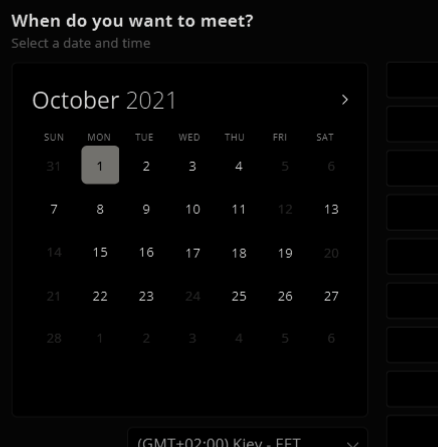 When do you want to meet?
Select a date and time
October 2021 >
SUN MON TUE WED THU FRI SAT
31 1 2 3 4 5 6
7 8 9 10 11 12 13
14 15 16 17 18 19 20
21 22 23 24 25 26 27
28 1 2 3 4 5 6
(GMT+02:00) Kiev - EET